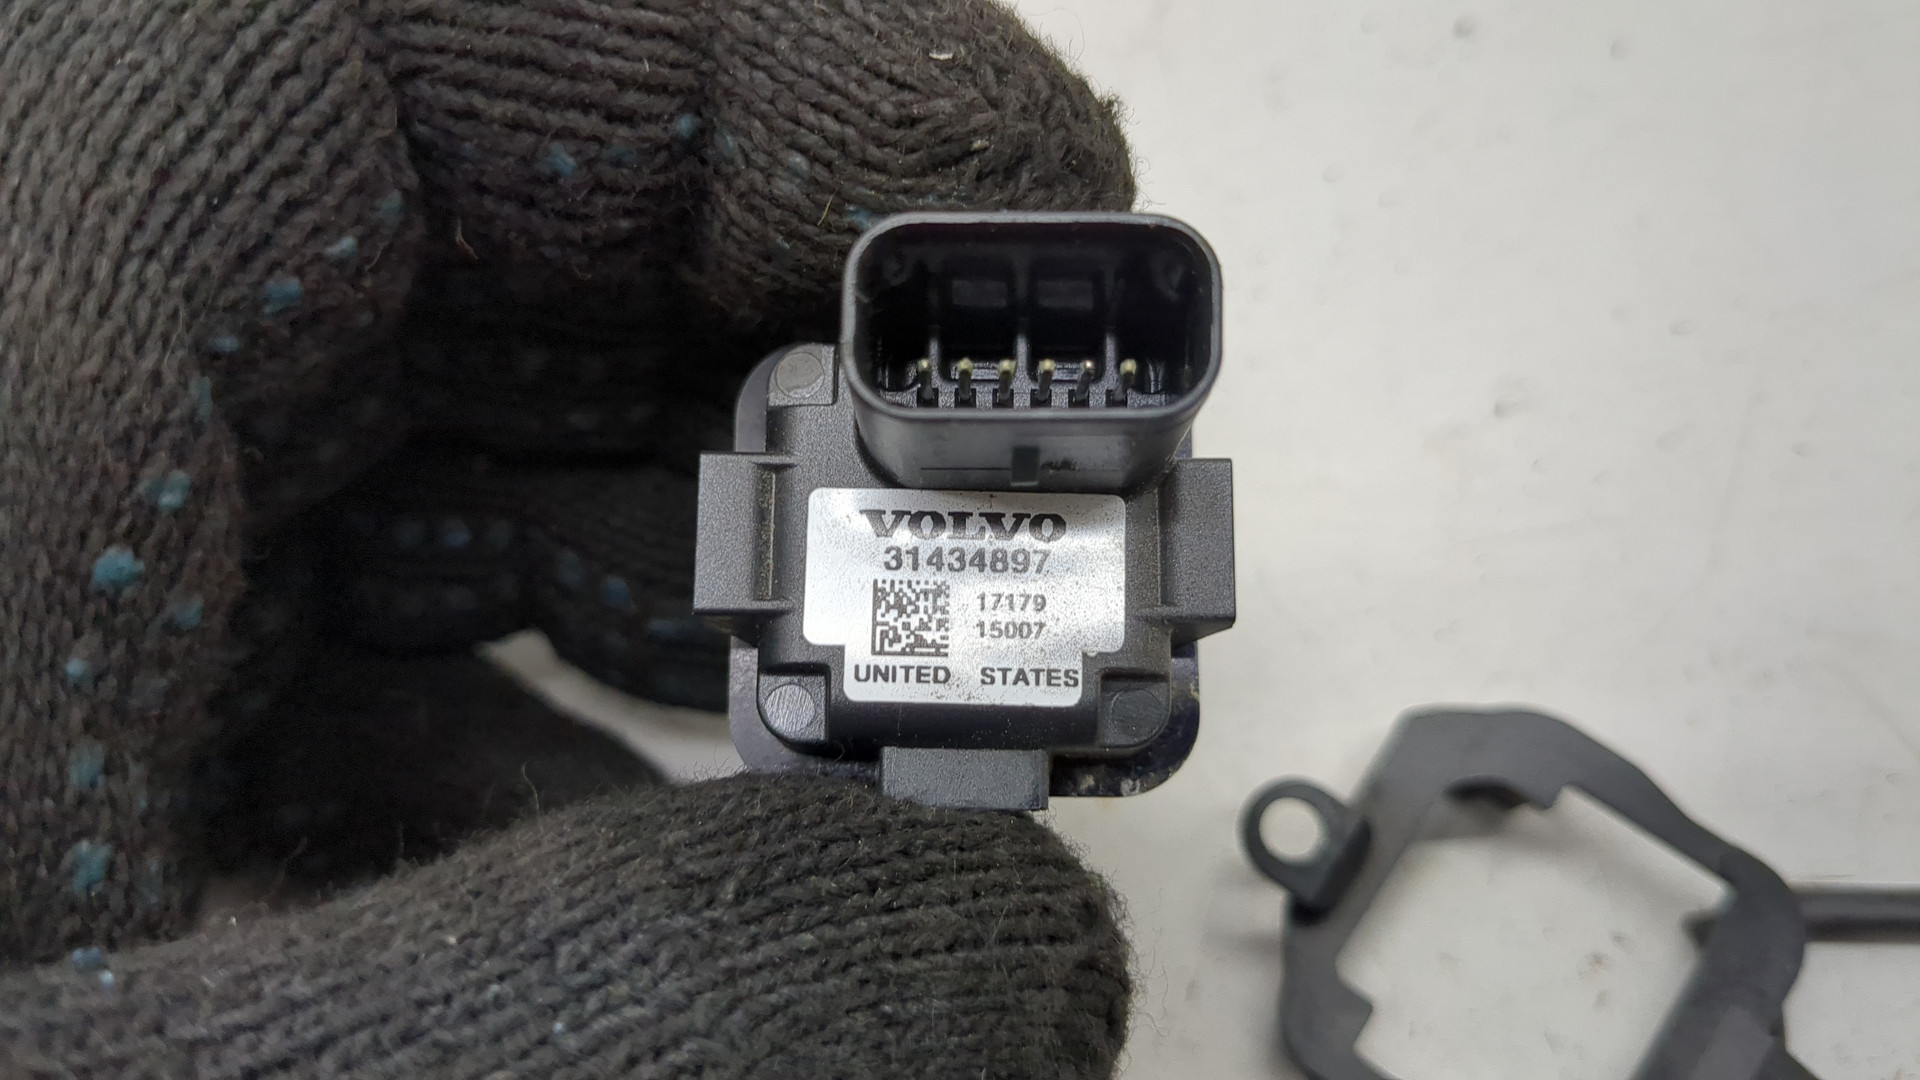 VOLVO
31434897
17179
15007
UNITED STATES